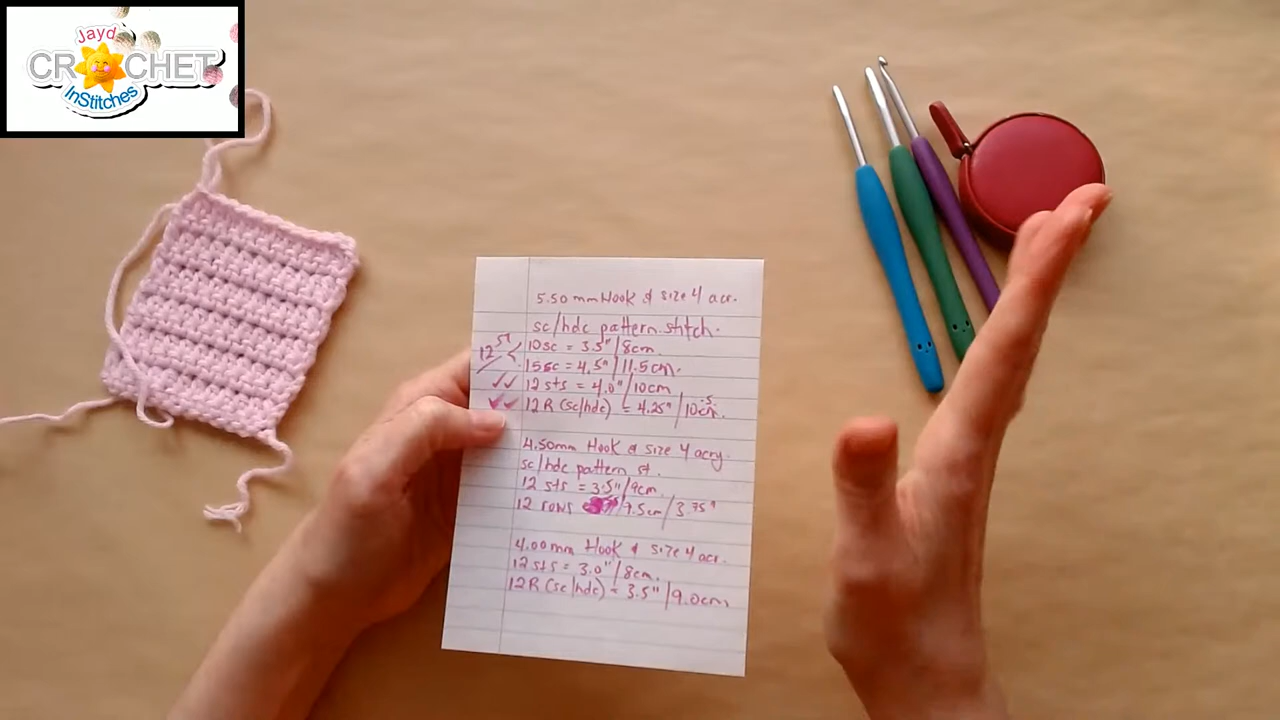 Jayd
CROCHET
InStitches
5.50 mm Hook & size 4 acr.
sc/hdc pattern stitch.
12 st
10sc = 3.5"/8cm
15sc = 4.5"/11.5cm.
✓✓ 12 sts = 4.0"/10cm
✓✓ 12 R (sc/hdc) = 4.25"/10.5cm.
4.50mm Hook & size 4 acry.
sc/hdc pattern st.
12 sts = 3.5"/9cm
12 rows /7.5cm/3.75"
4.00mm Hook & size 4 acr.
12 sts = 3.0"/8cm.
12R (sc/hdc) = 3.5"/9.0cm